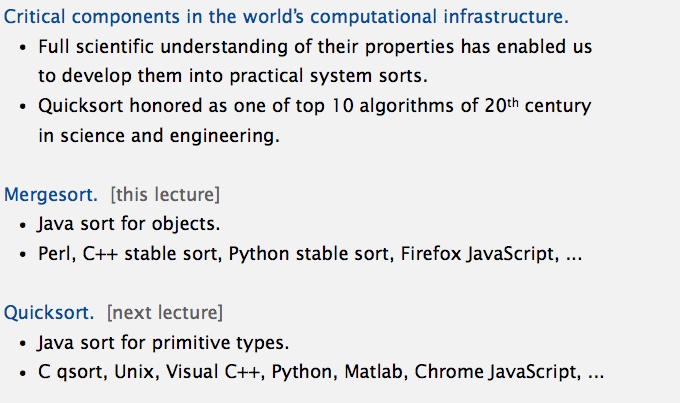 Critical components in the world’s computational infrastructure.
• Full scientific understanding of their properties has enabled us
to develop them into practical system sorts.
• Quicksort honored as one of top 10 algorithms of 20th century
in science and engineering.
Mergesort. [this lecture]
• Java sort for objects.
• Perl, C++ stable sort, Python stable sort, Firefox JavaScript, ...
Quicksort. [next lecture]
• Java sort for primitive types.
• C qsort, Unix, Visual C++, Python, Matlab, Chrome JavaScript, ...